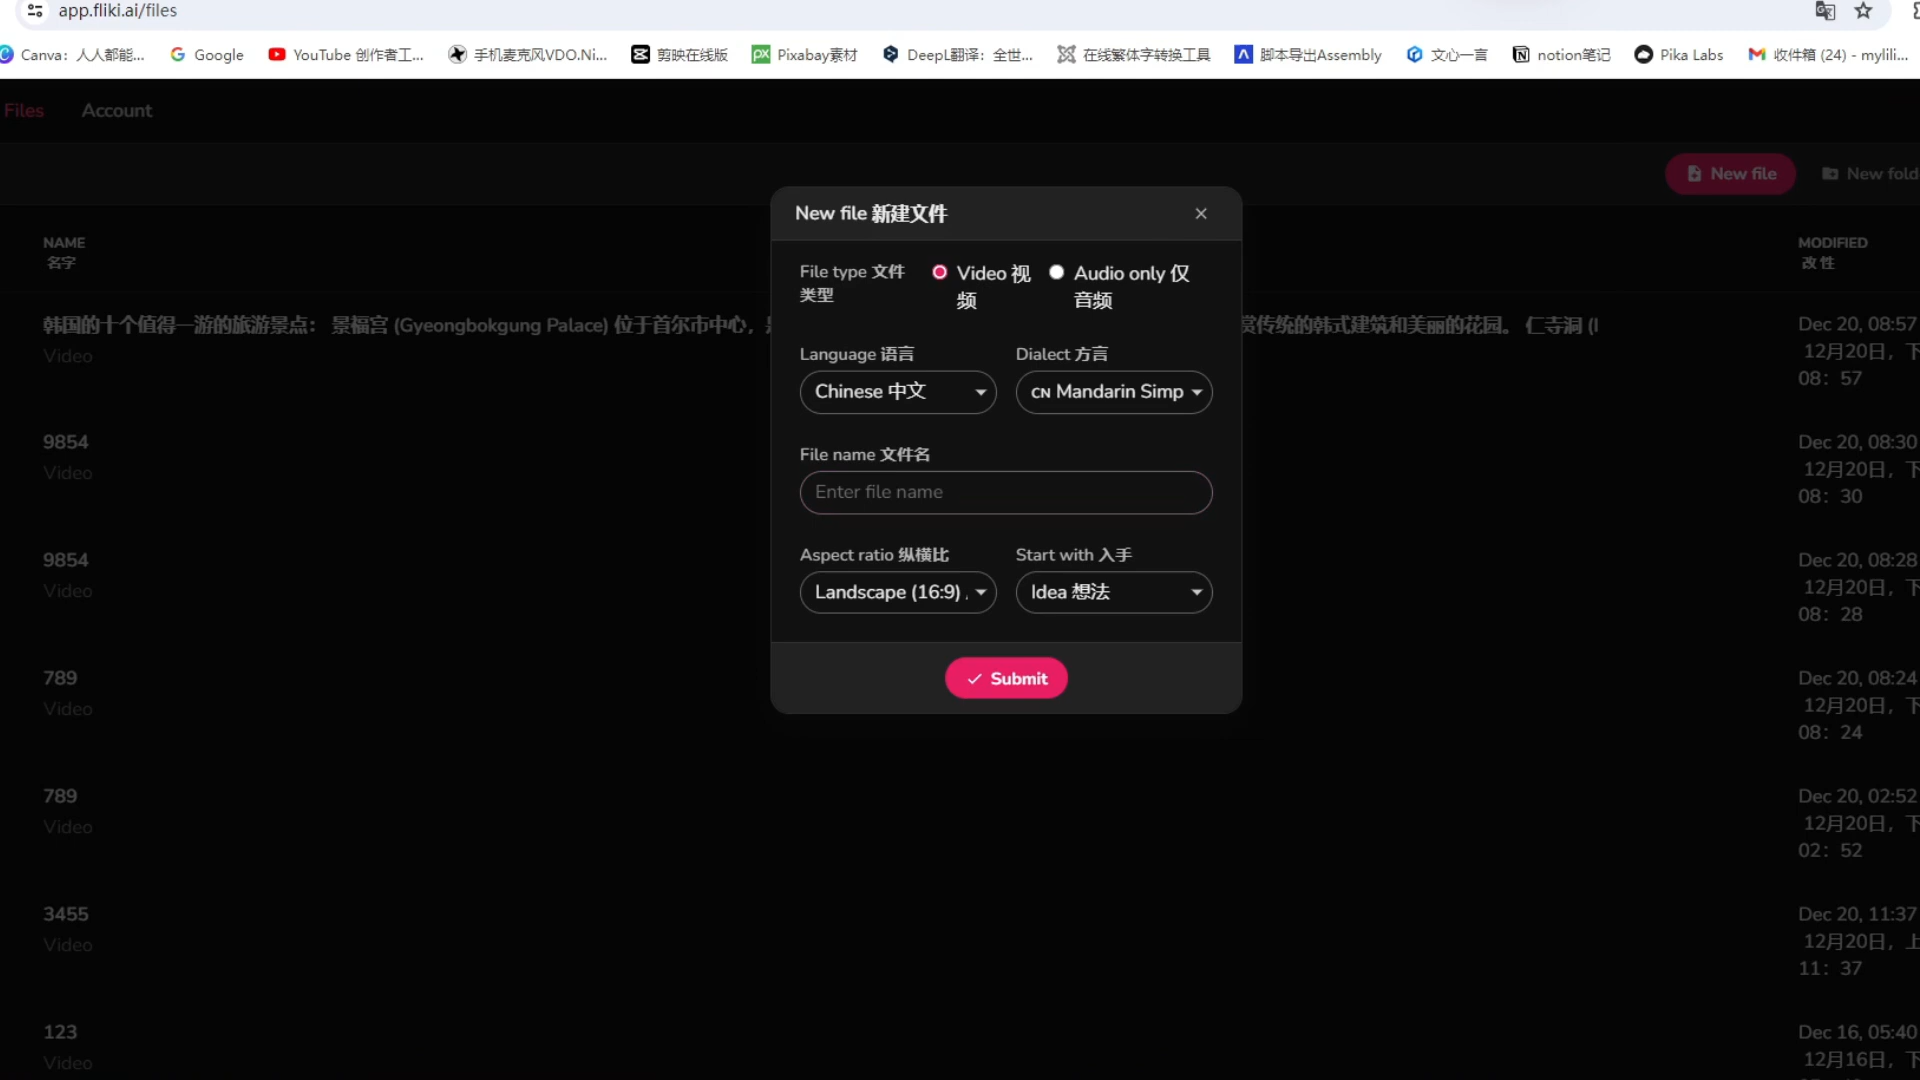 app.fliki.ai/files
Canva：人人都能...
Google
YouTube 创作者工...
手机麦克风VDO.Ni...
剪映在线版
Pixabay素材
DeepL翻译：全世...
在线繁体字转换工具
脚本导出Assembly
文心一言
notion笔记
Pika Labs
收件箱 (24) - mylili...
Files
Account
New file
New fold
NAME
名字
MODIFIED
改性
韩国的十个值得一游的旅游景点： 景福宫 (Gyeongbokgung Palace) 位于首尔市中心，
赏传统的韩式建筑和美丽的花园。 仁寺洞 (I
Video
Dec 20, 08:57
12月20日，下
08：57
9854
Video
Dec 20, 08:30
12月20日，下
08：30
9854
Video
Dec 20, 08:28
12月20日，下
08：28
789
Video
Dec 20, 08:24
12月20日，下
08：24
789
Video
Dec 20, 02:52
12月20日，下
02：52
3455
Video
Dec 20, 11:37
12月20日，上
11：37
123
Video
Dec 16, 05:40
12月16日，下
New file 新建文件
File type 文件
类型
Video 视
频
Audio only 仅
音频
Language 语言
Dialect 方言
Chinese 中文
CN Mandarin Simp
File name 文件名
Enter file name
Aspect ratio 纵横比
Start with 入手
Landscape (16:9)
Idea 想法
Submit